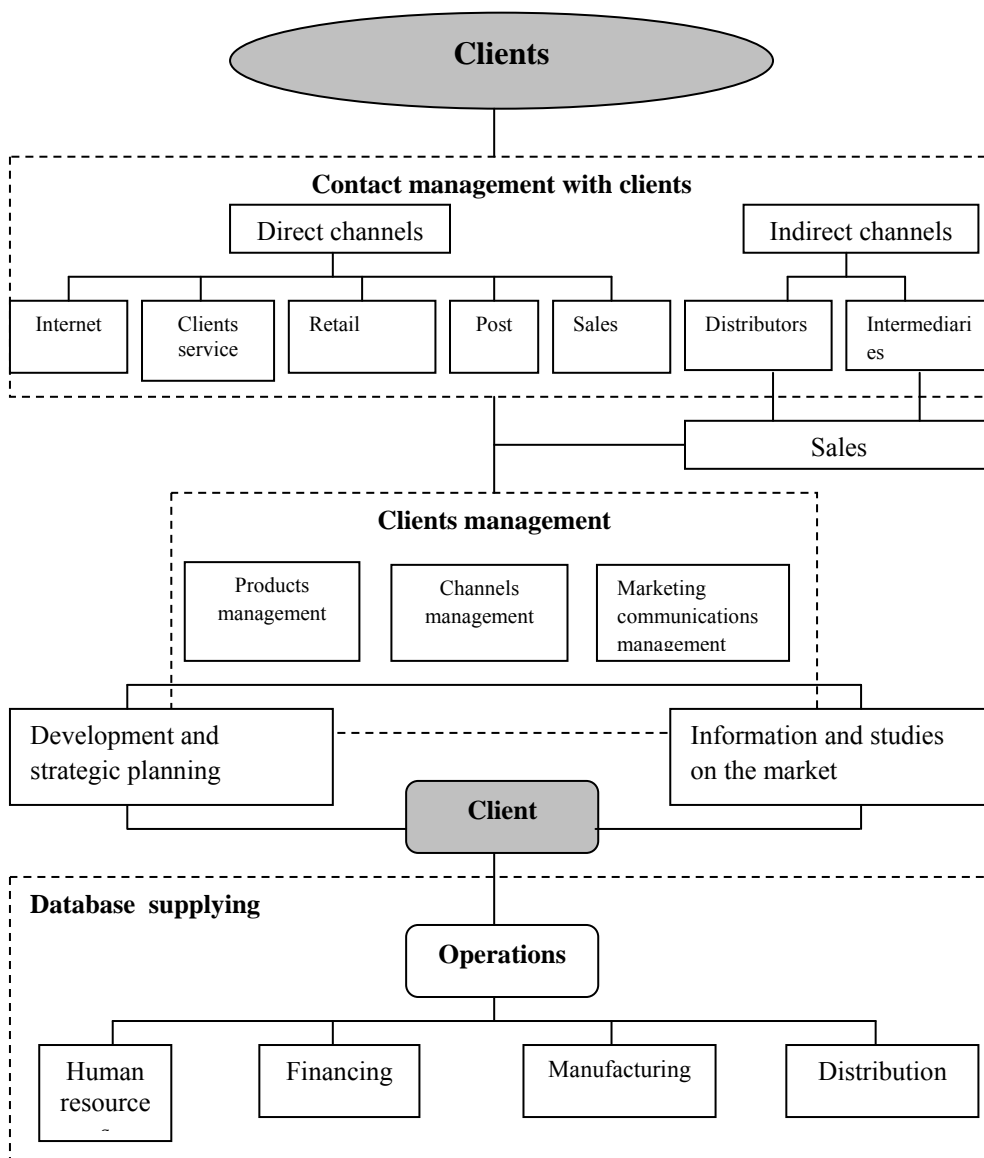 Clients
Contact management with clients
Direct channels
Indirect channels
Internet
Clients
service
Retail
Post
Sales
Distributors
Intermediari
es
Sales
Clients management
Products
management
Channels
management
Marketing
communications
management
Development and
strategic planning
Information and studies
on the market
Client
Database supplying
Operations
Human
resource
s
Financing
Manufacturing
Distribution